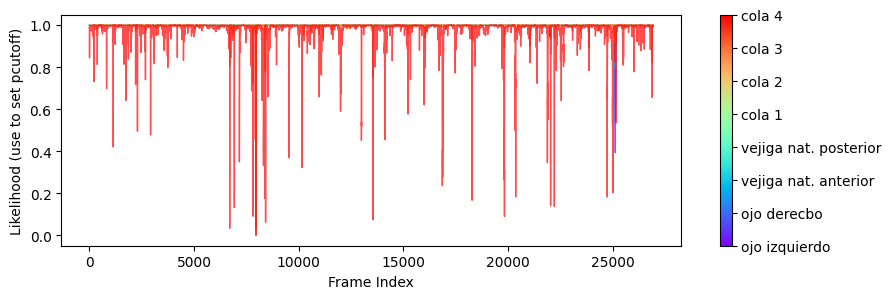 Likelihood (use to set pcutoff)
1.0
0.8
0.6
0.4
0.2
0.0
0
5000
10000
15000
20000
25000
Frame Index
cola 4
cola 3
cola 2
cola 1
vejiga nat. posterior
vejiga nat. anterior
ojo derecbo
ojo izquierdo